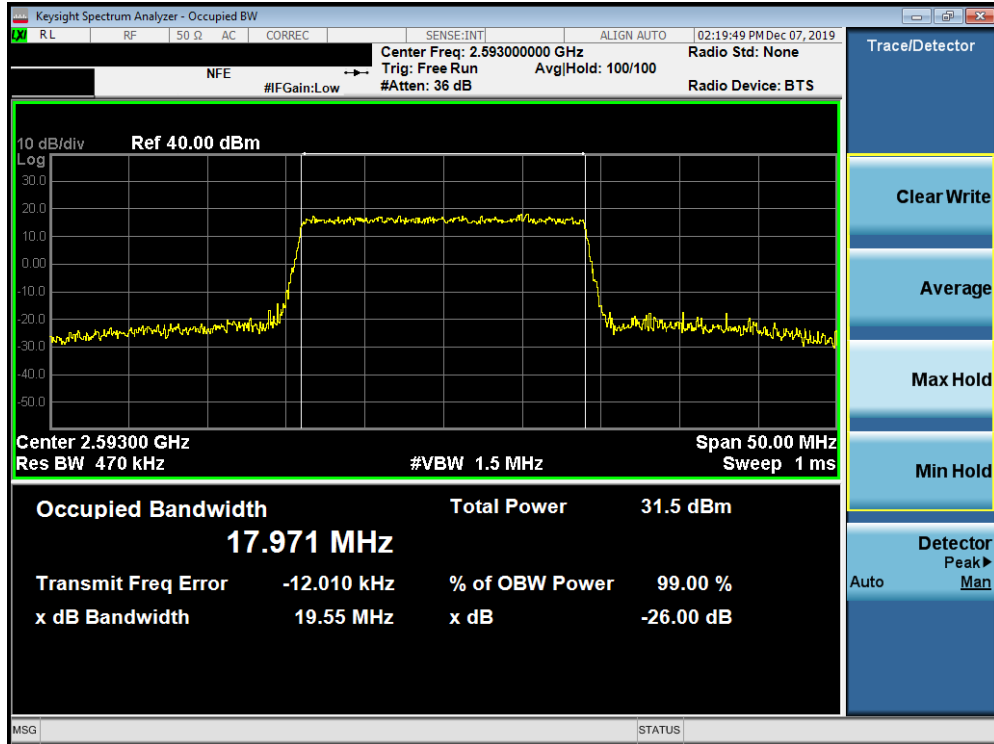 Keysight Spectrum Analyzer - Occupied BW
LXI RL RF 50 Ω AC CORREC SENSE:INT ALIGN AUTO 02:19:49 PM Dec 07, 2019
Center Freq: 2.593000000 GHz Radio Std: None
NFE Trig: Free Run Avg|Hold: 100/100
#IFGain:Low #Atten: 36 dB Radio Device: BTS
Trace/Detector
10 dB/div Ref 40.00 dBm
Log
30.0
20.0
10.0
0.00
-10.0
-20.0
-30.0
-40.0
-50.0
Center 2.59300 GHz Span 50.00 MHz
Res BW 470 kHz #VBW 1.5 MHz Sweep 1 ms
Occupied Bandwidth Total Power 31.5 dBm
17.971 MHz
Transmit Freq Error -12.010 kHz % of OBW Power 99.00 %
x dB Bandwidth 19.55 MHz x dB -26.00 dB
Clear Write
Average
Max Hold
Min Hold
Detector
Peak▶
Auto Man
MSG STATUS